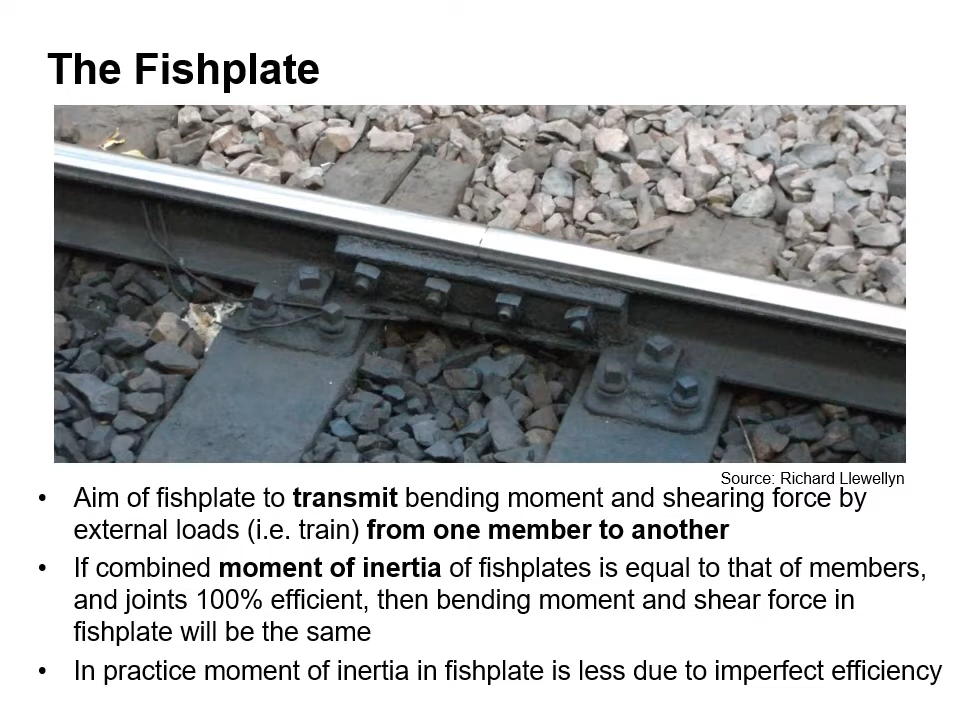 The Fishplate
Source: Richard Llewellyn
• Aim of fishplate to transmit bending moment and shearing force by
external loads (i.e. train) from one member to another
• If combined moment of inertia of fishplates is equal to that of members,
and joints 100% efficient, then bending moment and shear force in
fishplate will be the same
• In practice moment of inertia in fishplate is less due to imperfect efficiency